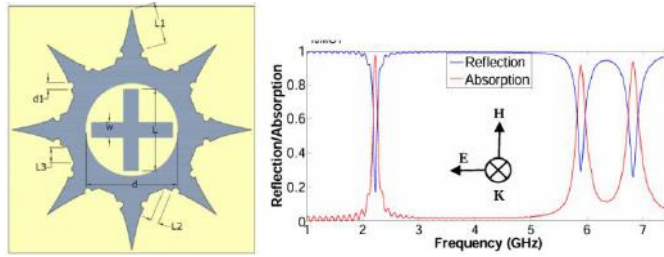 L1
d1
W
L
L3
d
L2
Reflection/Absorption
1
0.8
0.6
0.4
0.2
0
Reflection
Absorption
H
E
K
1 2 3 4 5 6 7
Frequency (GHz)